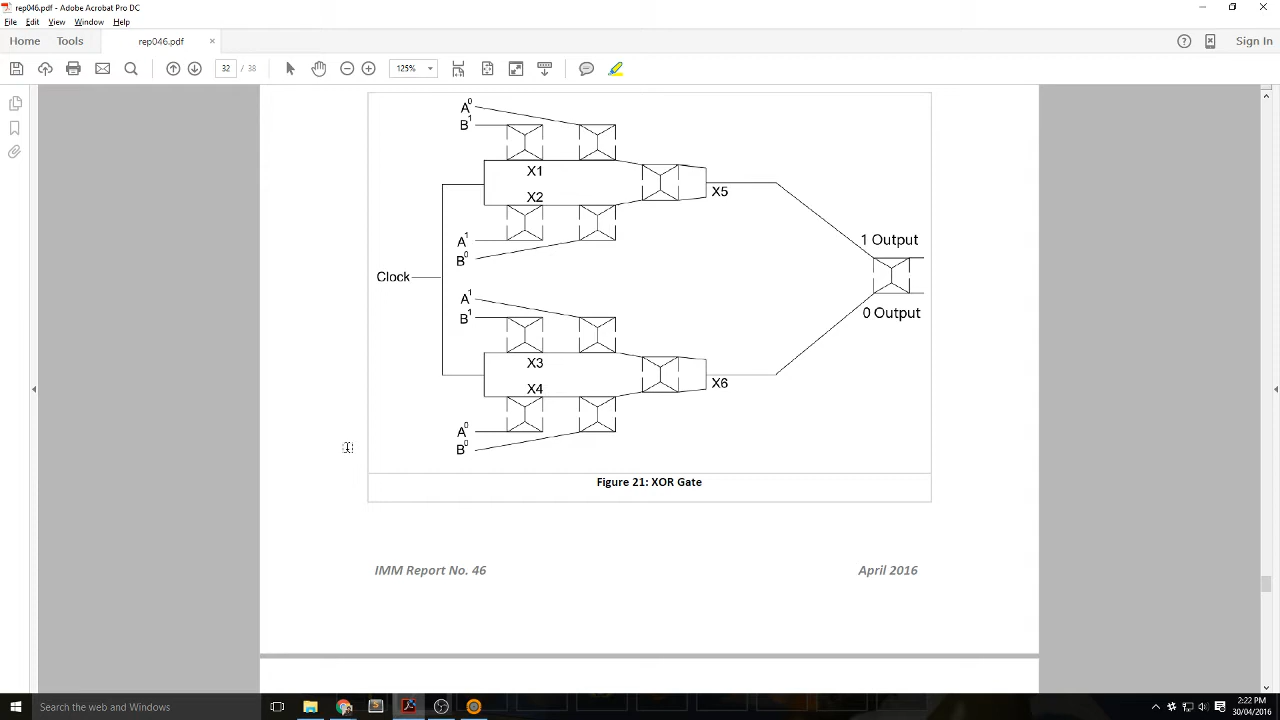 rep046.pdf - Adobe Acrobat Pro DC
File Edit View Window Help
Home Tools rep046.pdf × ? Sign In
32 / 38 125%
A0
B1
X1
X2
X5
A1
B0
1 Output
Clock
A1
B1
0 Output
X3
X4
X6
A0
B0
Figure 21: XOR Gate
IMM Report No. 46 April 2016
Search the web and Windows
2:22 PM
30/04/2016